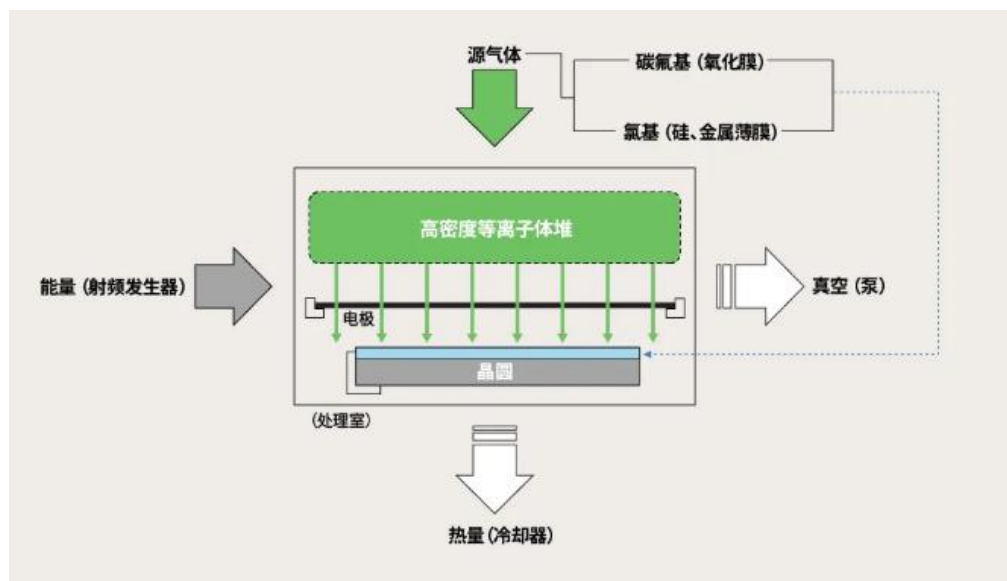 源气体
碳氟基（氧化膜）
氯基（硅、金属薄膜）
高密度等离子体堆
能量（射频发生器）
真空（泵）
电极
晶圆
（处理室）
热量（冷却器）